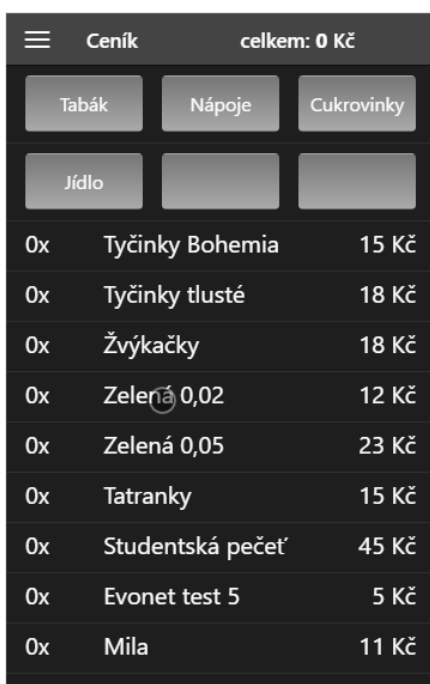 Ceník celkem: 0 Kč
Tabák Nápoje Cukrovinky
Jídlo
0x Tyčinky Bohemia 15 Kč
0x Tyčinky tlusté 18 Kč
0x Žvýkačky 18 Kč
0x Zelená 0,02 12 Kč
0x Zelená 0,05 23 Kč
0x Tatranky 15 Kč
0x Studentská pečeť 45 Kč
0x Evonet test 5 5 Kč
0x Mila 11 Kč